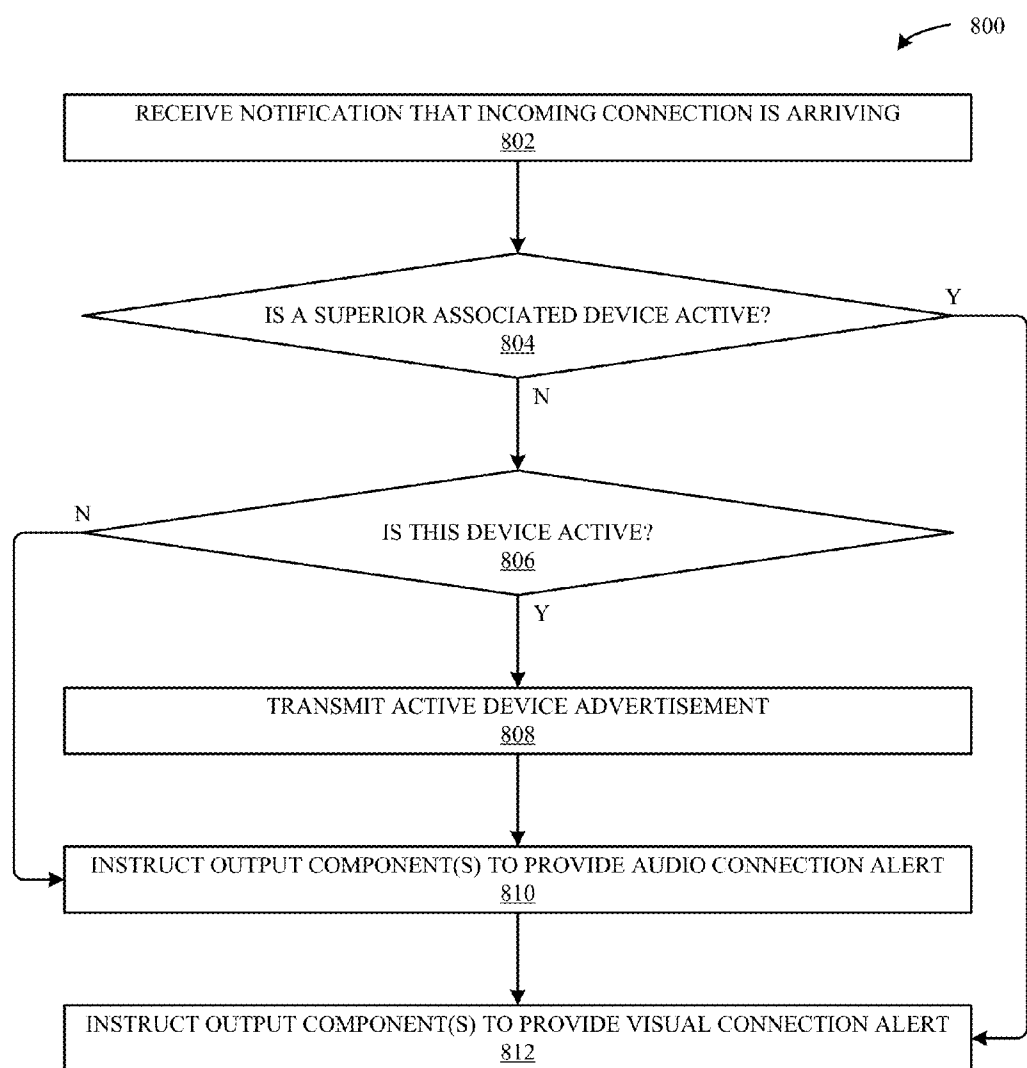 800
RECEIVE NOTIFICATION THAT INCOMING CONNECTION IS ARRIVING
802
IS A SUPERIOR ASSOCIATED DEVICE ACTIVE?
804
Y
N
IS THIS DEVICE ACTIVE?
806
N
Y
TRANSMIT ACTIVE DEVICE ADVERTISEMENT
808
INSTRUCT OUTPUT COMPONENT(S) TO PROVIDE AUDIO CONNECTION ALERT
810
INSTRUCT OUTPUT COMPONENT(S) TO PROVIDE VISUAL CONNECTION ALERT
812